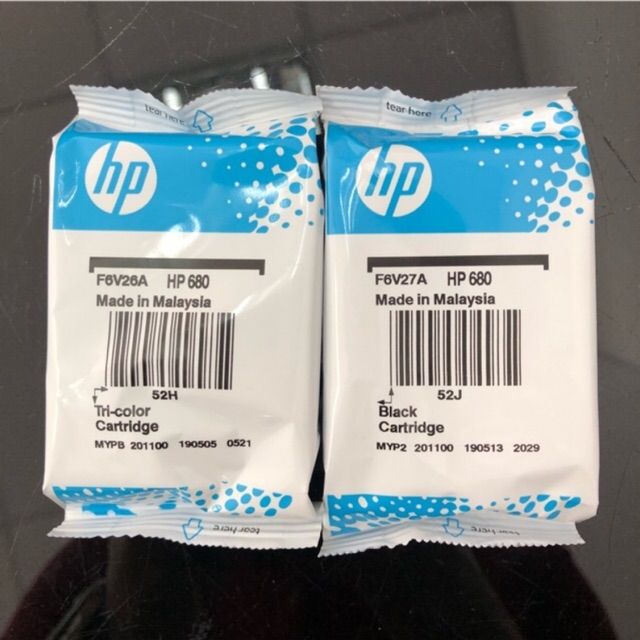 tear here
hp
F6V26A HP 680
Made in Malaysia
52H
Tri-color
Cartridge
MYPB 201100 190505 0521
tear here
tear here
hp
F6V27A HP 680
Made in Malaysia
52J
Black
Cartridge
MYP2 201100 190513 2029
tear here